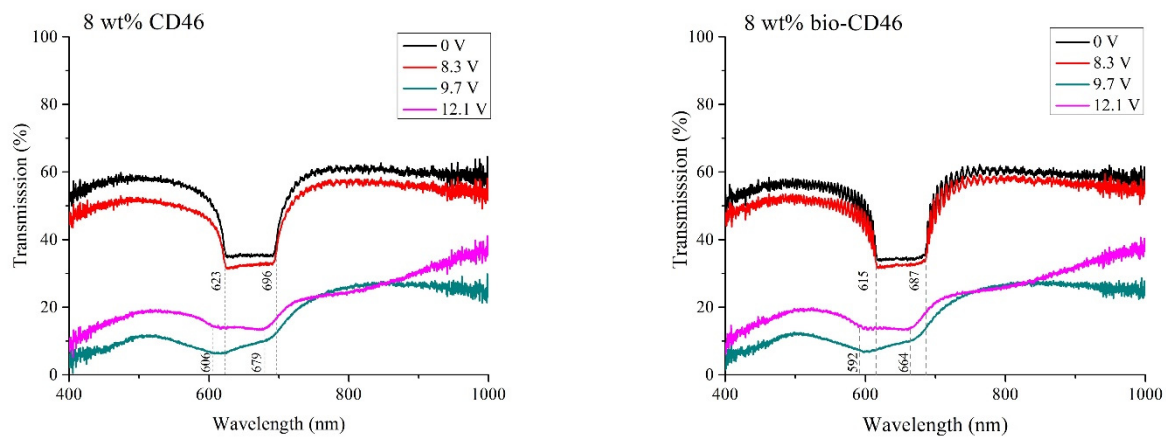 8 wt% CD46
100
80
60
40
20
0
Transmisssion (%)
0 V
8.3 V
9.7 V
12.1 V
623
696
606
679
400
600
800
1000
Wavelength (nm)
8 wt% bio-CD46
100
80
60
40
20
0
Transmisssion (%)
0 V
8.3 V
9.7 V
12.1 V
615
687
592
664
400
600
800
1000
Wavelength (nm)